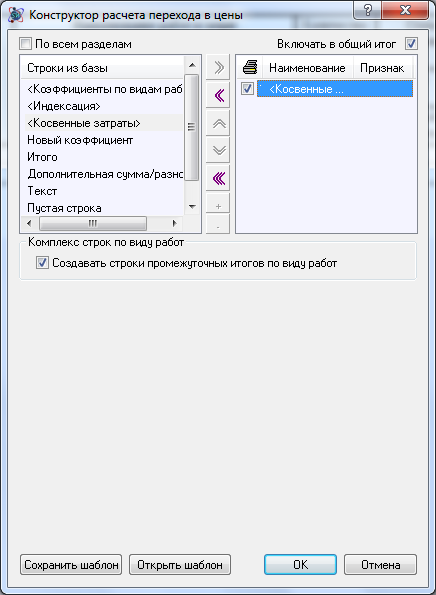 Конструктор расчета перехода в цены
По всем разделам
Включать в общий итог
Строки из базы
<Коэффициенты по видам раб
<Индексация>
<Косвенные затраты>
Новый коэффициент
Итого
Дополнительная сумма/разно
Текст
Пустая строка
Наименование Признак
<Косвенные ...
Комплекс строк по виду работ
Создавать строки промежуточных итогов по виду работ
Сохранить шаблон
Открыть шаблон
OK
Отмена